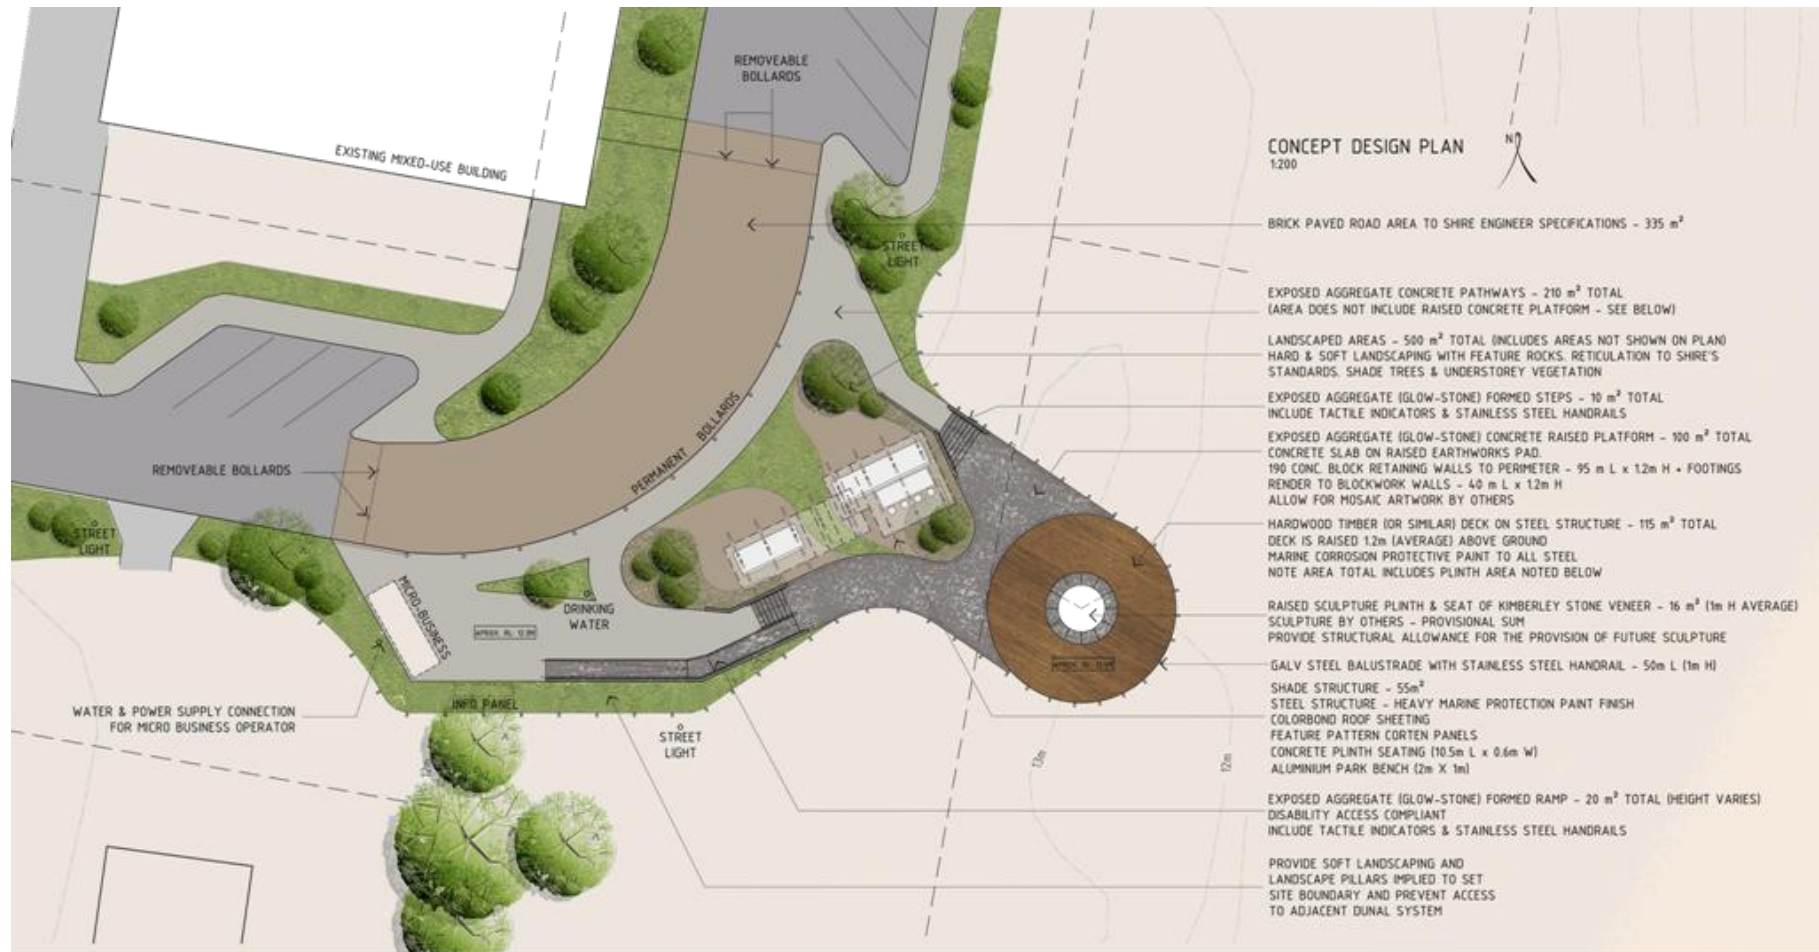 REMOVEABLE
BOLLARDS
EXISTING MIXED-USE BUILDING
STREET
LIGHT
REMOVEABLE BOLLARDS
PERMANENT BOLLARDS
STREET
LIGHT
MICRO-BUSINESS
DRINKING
WATER
INFO PANEL
WATER & POWER SUPPLY CONNECTION
FOR MICRO BUSINESS OPERATOR
STREET
LIGHT
13m
12m
CONCEPT DESIGN PLAN
1:200
N
BRICK PAVED ROAD AREA TO SHIRE ENGINEER SPECIFICATIONS - 335 m²
EXPOSED AGGREGATE CONCRETE PATHWAYS - 210 m² TOTAL
(AREA DOES NOT INCLUDE RAISED CONCRETE PLATFORM - SEE BELOW)
LANDSCAPED AREAS - 500 m² TOTAL (INCLUDES AREAS NOT SHOWN ON PLAN)
HARD & SOFT LANDSCAPING WITH FEATURE ROCKS. RETICULATION TO SHIRE'S
STANDARDS. SHADE TREES & UNDERSTOREY VEGETATION
EXPOSED AGGREGATE (GLOW-STONE) FORMED STEPS - 10 m² TOTAL
INCLUDE TACTILE INDICATORS & STAINLESS STEEL HANDRAILS
EXPOSED AGGREGATE (GLOW-STONE) CONCRETE RAISED PLATFORM - 100 m² TOTAL
CONCRETE SLAB ON RAISED EARTHWORKS PAD.
190 CONC. BLOCK RETAINING WALLS TO PERIMETER - 95 m L x 1.2m H + FOOTINGS
RENDER TO BLOCKWORK WALLS - 40 m L x 1.2m H
ALLOW FOR MOSAIC ARTWORK BY OTHERS
HARDWOOD TIMBER (OR SIMILAR) DECK ON STEEL STRUCTURE - 115 m² TOTAL
DECK IS RAISED 1.2m (AVERAGE) ABOVE GROUND
MARINE CORROSION PROTECTIVE PAINT TO ALL STEEL
NOTE AREA TOTAL INCLUDES PLINTH AREA NOTED BELOW
RAISED SCULPTURE PLINTH & SEAT OF KIMBERLEY STONE VENEER - 16 m² (1m H AVERAGE)
SCULPTURE BY OTHERS - PROVISIONAL SUM
PROVIDE STRUCTURAL ALLOWANCE FOR THE PROVISION OF FUTURE SCULPTURE
GALV STEEL BALUSTRADE WITH STAINLESS STEEL HANDRAIL - 50m L (1m H)
SHADE STRUCTURE - 55m²
STEEL STRUCTURE - HEAVY MARINE PROTECTION PAINT FINISH
COLORBOND ROOF SHEETING
FEATURE PATTERN CORTEN PANELS
CONCRETE PLINTH SEATING (10.5m L x 0.6m W)
ALUMINIUM PARK BENCH (2m X 1m)
EXPOSED AGGREGATE (GLOW-STONE) FORMED RAMP - 20 m² TOTAL (HEIGHT VARIES)
DISABILITY ACCESS COMPLIANT
INCLUDE TACTILE INDICATORS & STAINLESS STEEL HANDRAILS
PROVIDE SOFT LANDSCAPING AND
LANDSCAPE PILLARS IMPLIED TO SET
SITE BOUNDARY AND PREVENT ACCESS
TO ADJACENT DUNAL SYSTEM